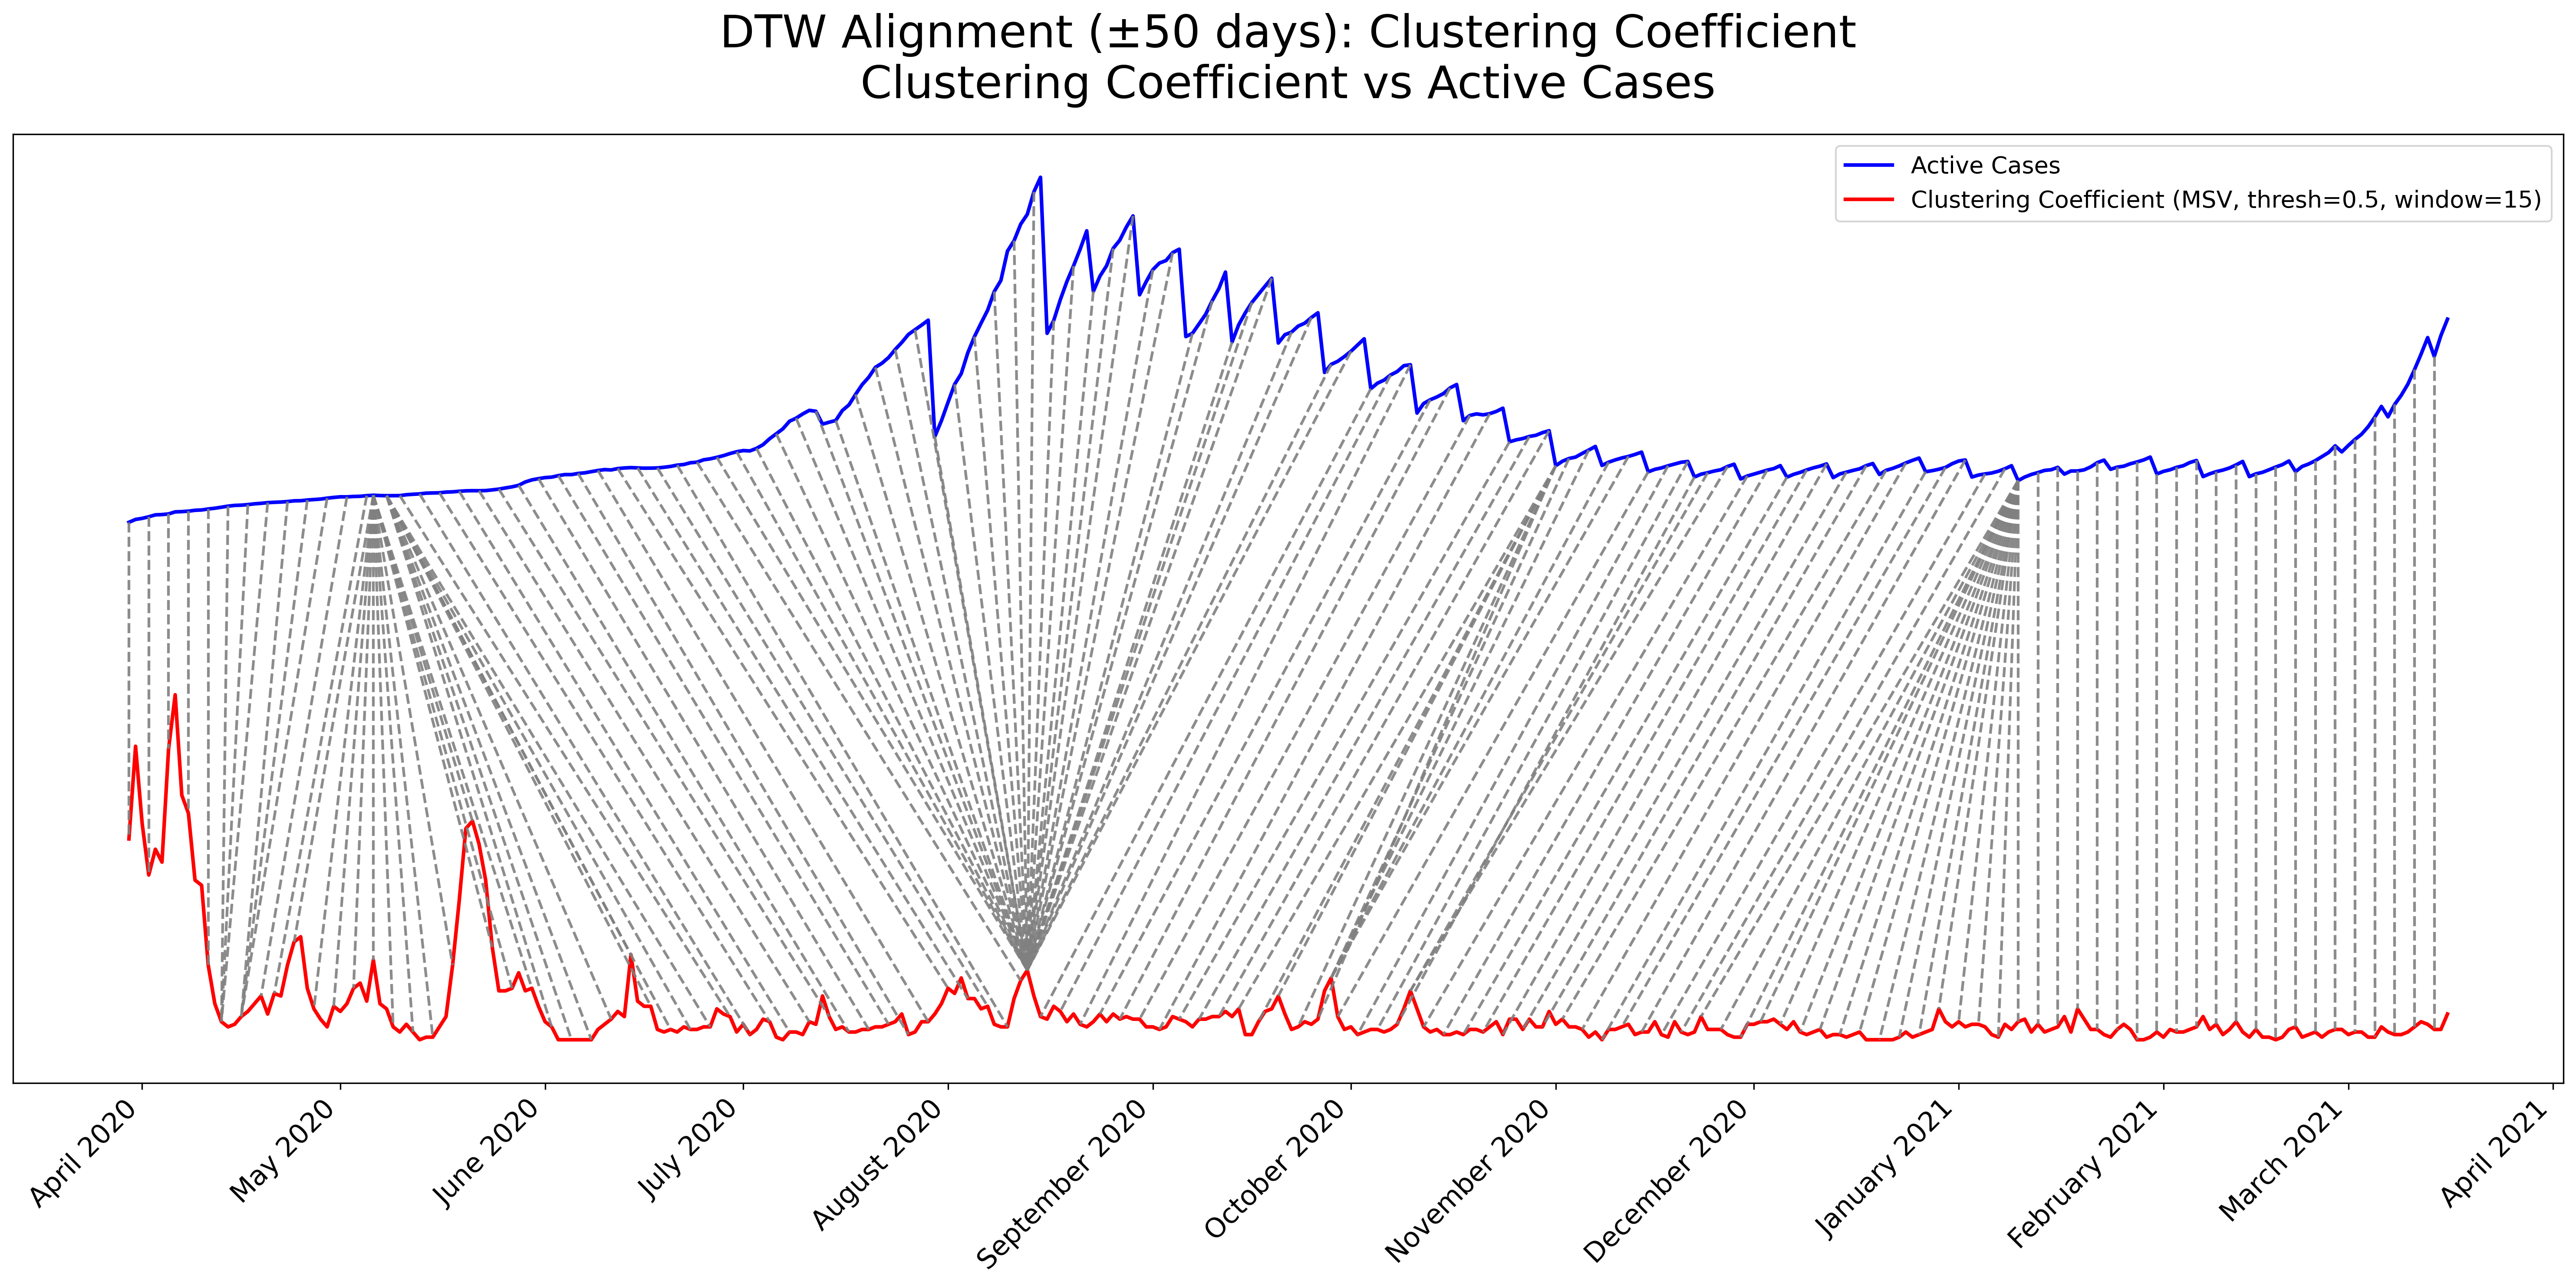 DTW Alignment (±50 days): Clustering Coefficient
Clustering Coefficient vs Active Cases
Active Cases
Clustering Coefficient (MSV, thresh=0.5, window=15)
April 2020
May 2020
June 2020
July 2020
August 2020
September 2020
October 2020
November 2020
December 2020
January 2021
February 2021
March 2021
April 2021